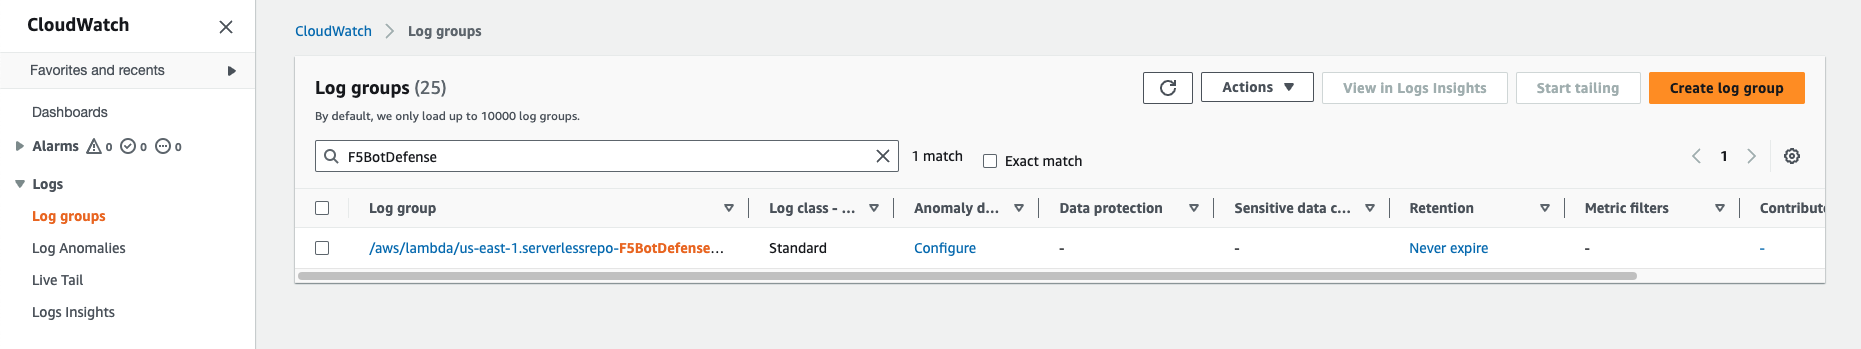 CloudWatch
Favorites and recents
Dashboards
Alarms 0 0 0
Logs
Log groups
Log Anomalies
Live Tail
Logs Insights
CloudWatch Log groups
Log groups (25)
By default, we only load up to 10000 log groups.
Actions
View in Logs Insights
Start tailing
Create log group
F5BotDefense
1 match
Exact match
1
Log group Log class - ... Anomaly d... Data protection Sensitive data c... Retention Metric filters Contribute
/aws/lambda/us-east-1.serverlessrepo-F5BotDefense... Standard Configure - - Never expire - -